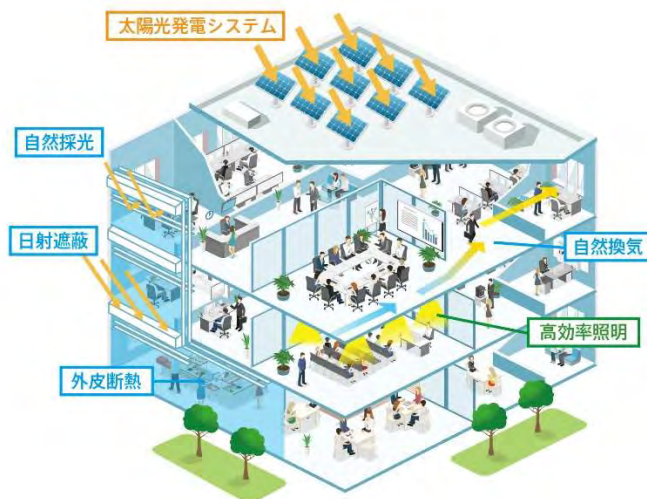 太陽光発電システム
自然採光
日射遮蔽
自然換気
高効率照明
外皮断熱